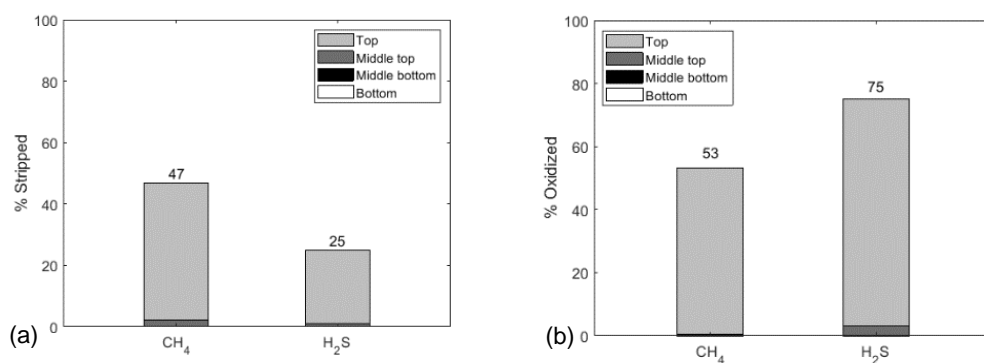 100
80
60
40
20
0
% Stripped
Top
Middle top
Middle bottom
Bottom
47
25
CH4
H2S
(a)
100
80
60
40
20
0
% Oxidized
Top
Middle top
Middle bottom
Bottom
53
75
CH4
H2S
(b)